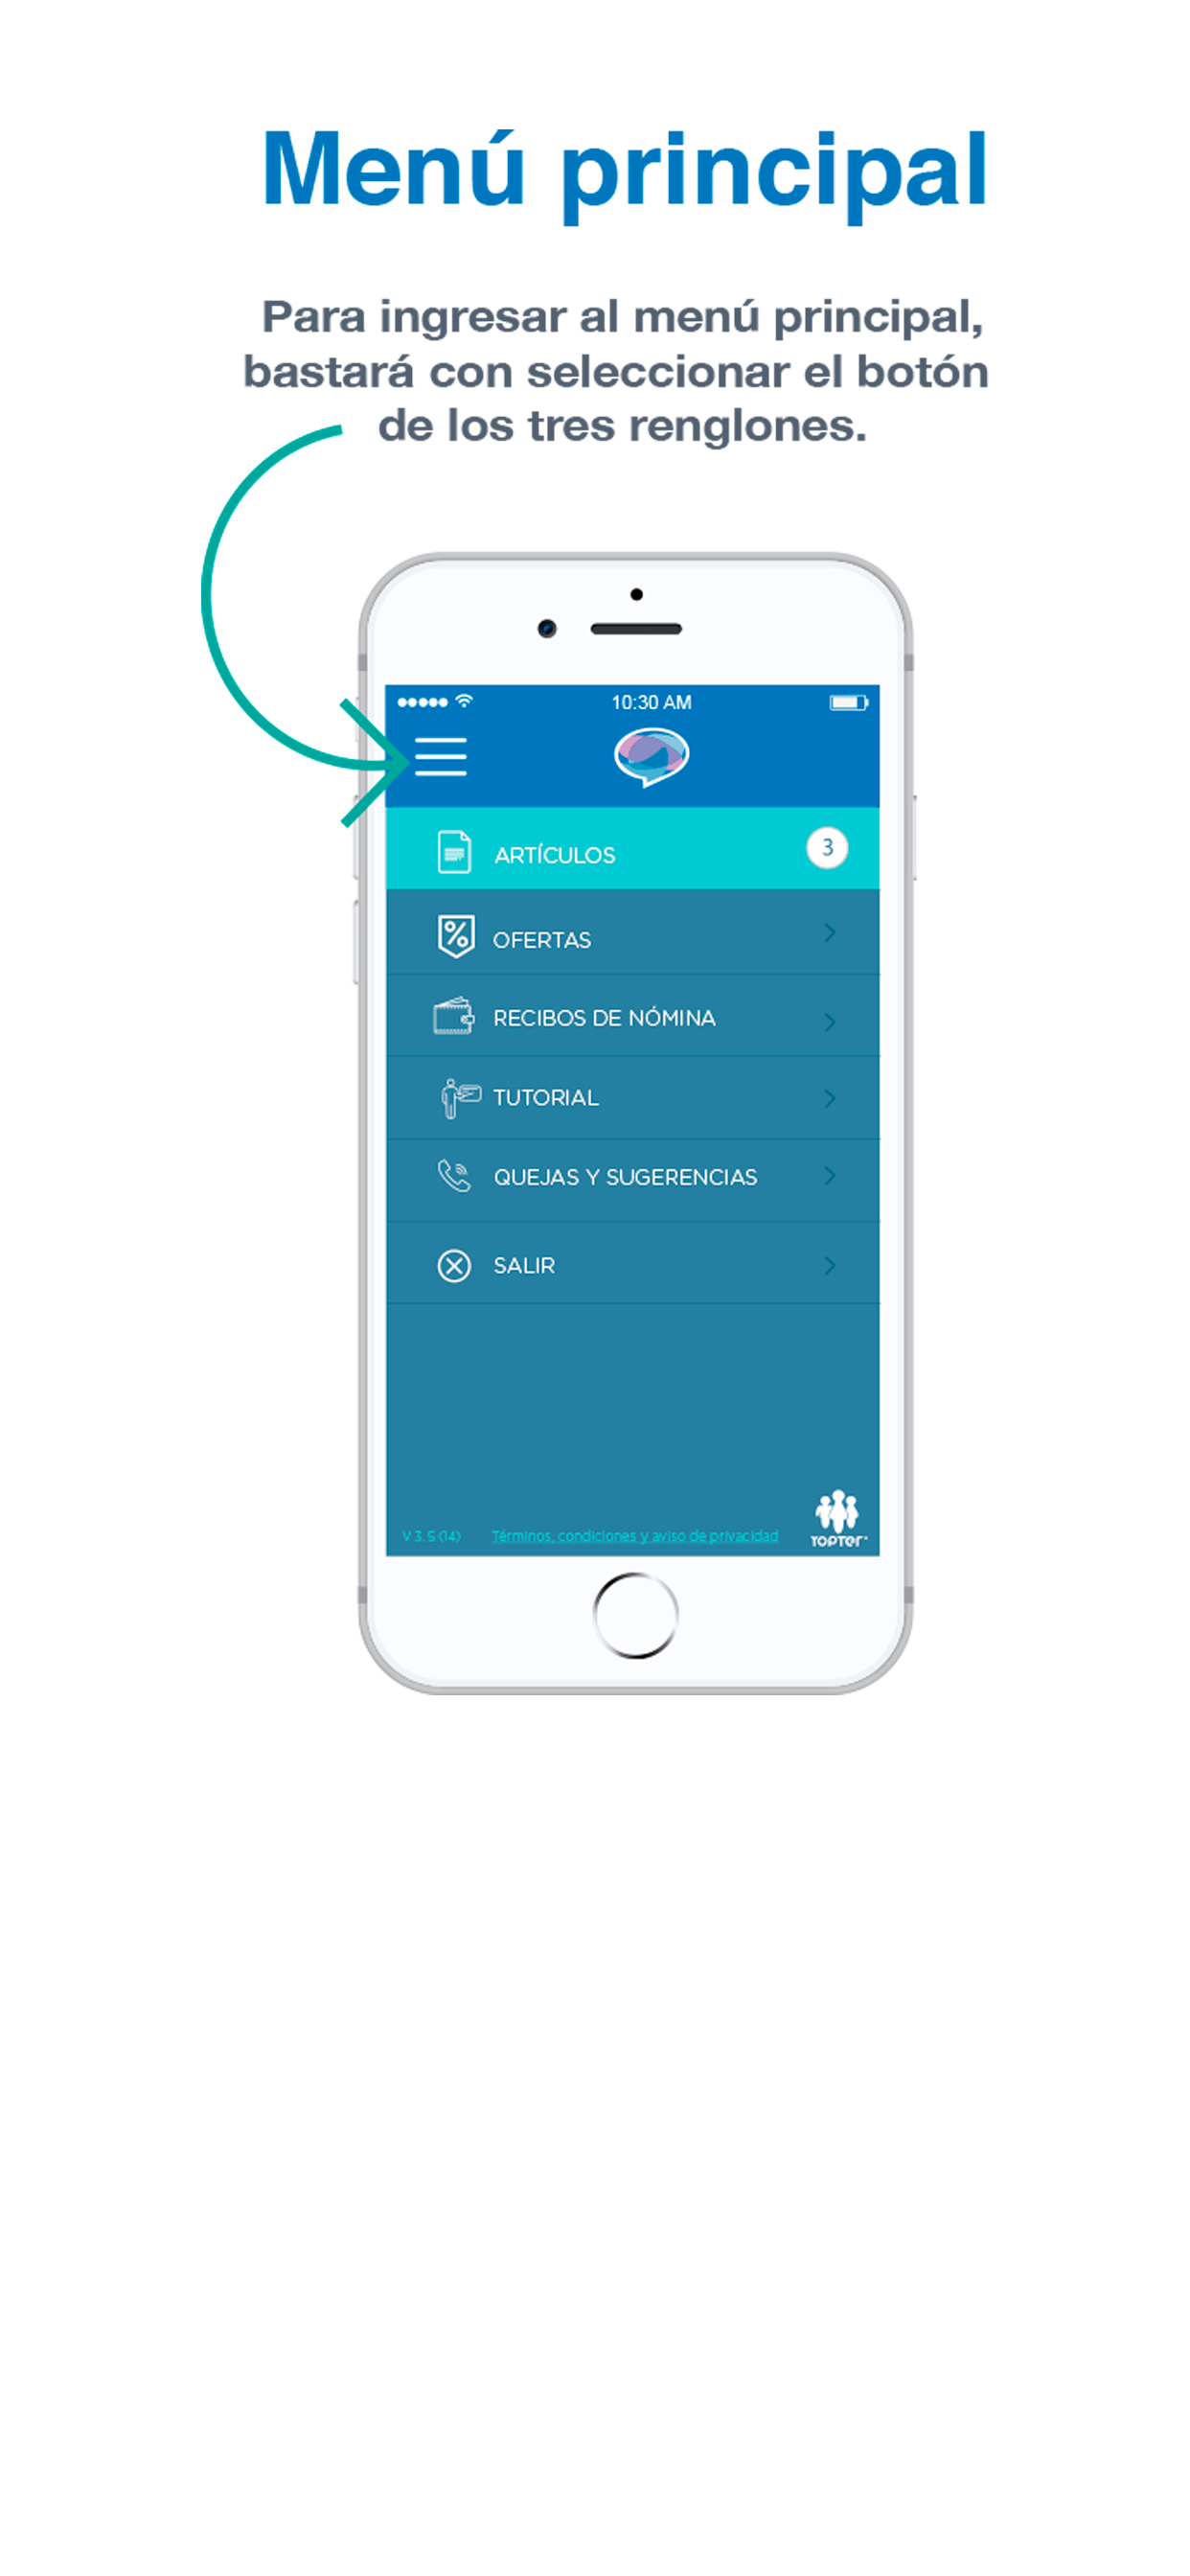 Menú principal
Para ingresar al menú principal,
bastará con seleccionar el botón
de los tres renglones.
10:30 AM
ARTÍCULOS
3
OFERTAS
RECIBOS DE NÓMINA
TUTORIAL
QUEJAS Y SUGERENCIAS
SALIR
V 3. 5 (14)
Términos, condiciones y aviso de privacidad
YOPTer